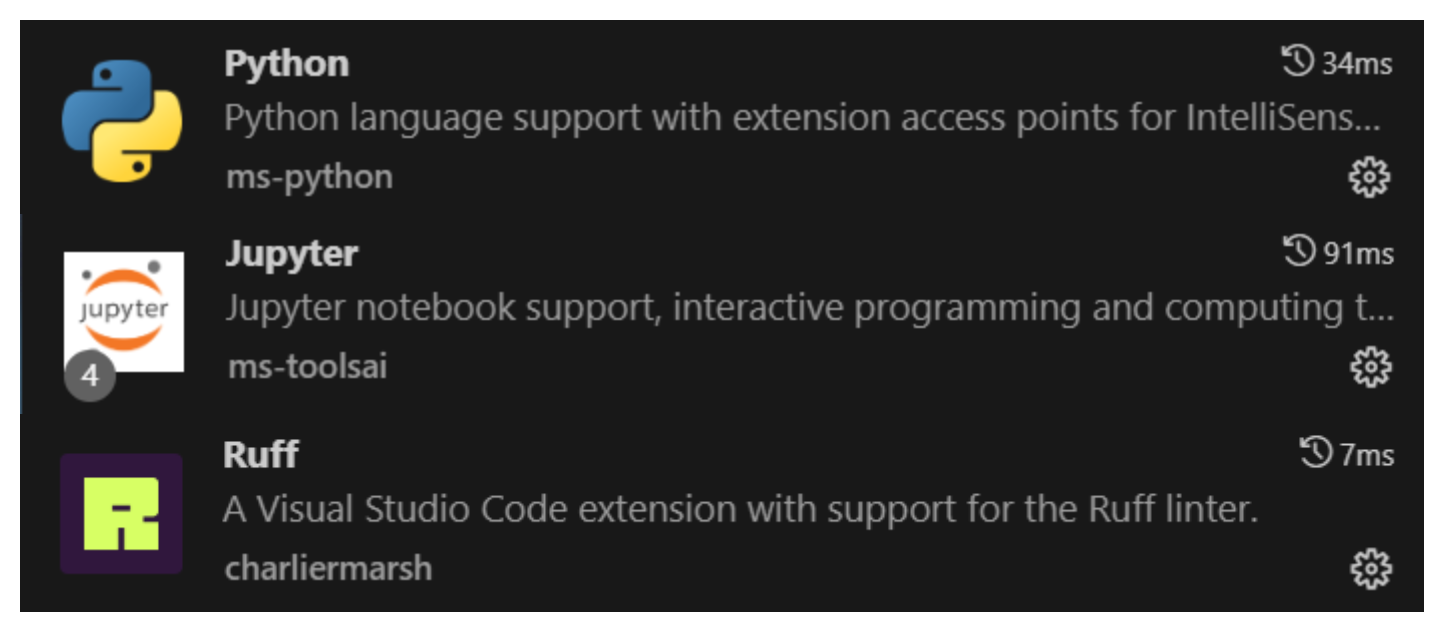 Python 34ms
Python language support with extension access points for IntelliSens...
ms-python
Jupyter 91ms
jupyter
Jupyter notebook support, interactive programming and computing t...
4
ms-toolsai
Ruff 7ms
R
A Visual Studio Code extension with support for the Ruff linter.
charliermarsh